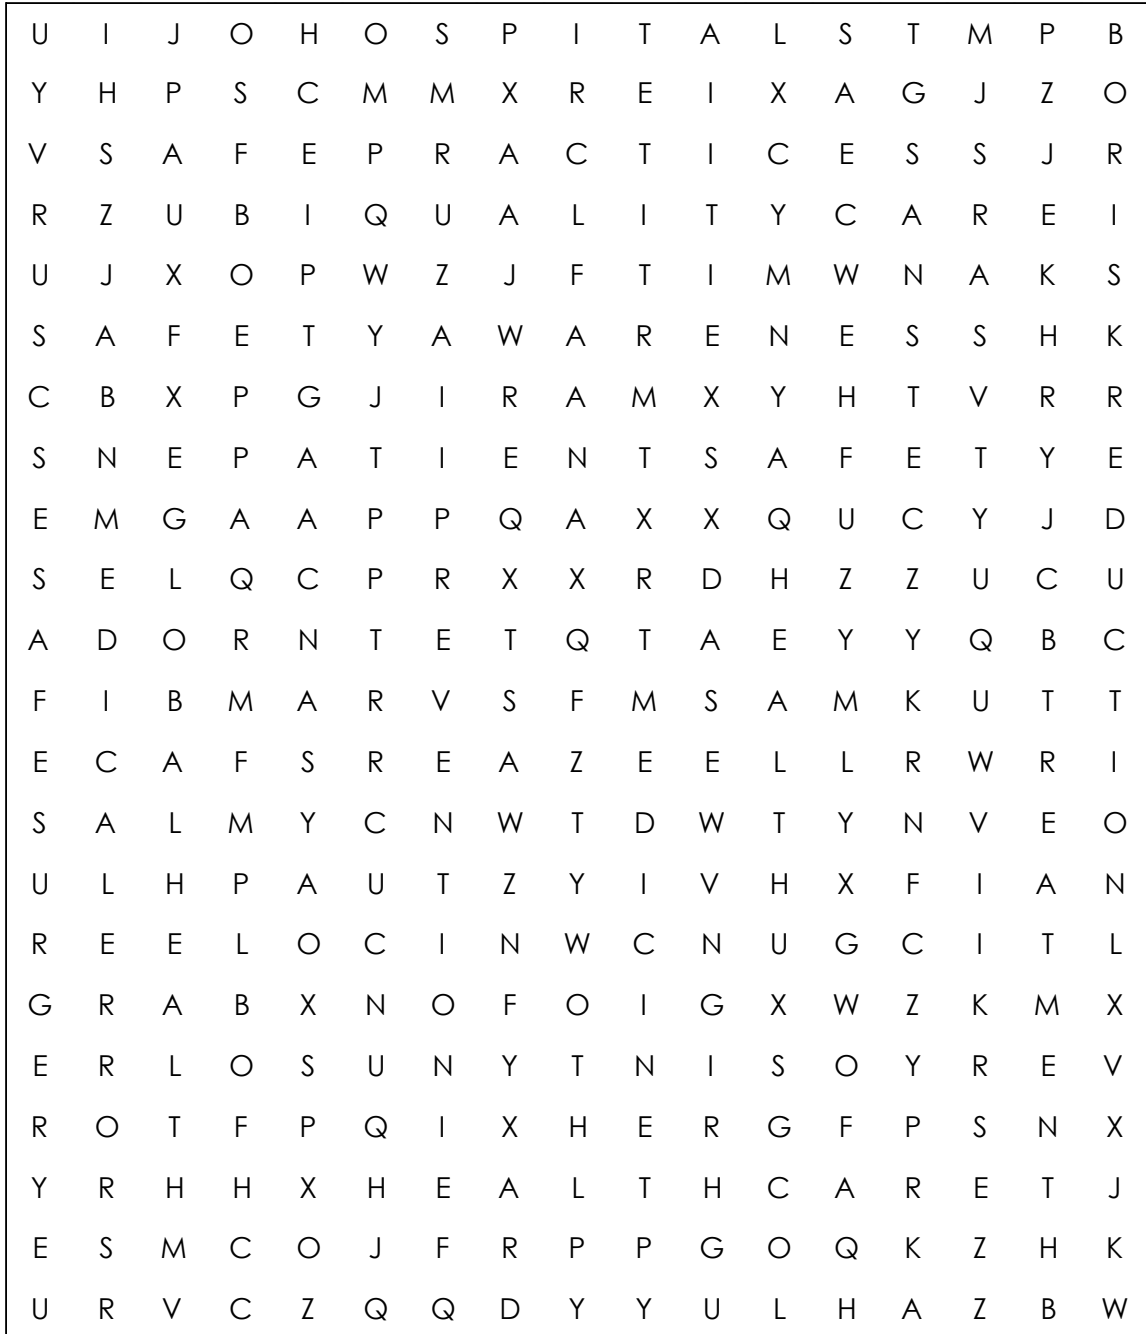 U I J O H O S P I T A L S T M P B
Y H P S C M M X R E I X A G J Z O
V S A F E P R A C T I C E S S J R
R Z U B I Q U A L I T Y C A R E I
U J X O P W Z J F T I M W N A K S
S A F E T Y A W A R E N E S S H K
C B X P G J I R A M X Y H T V R R
S N E P A T I E N T S A F E T Y E
E M G A A P P Q A X X Q U C Y J D
S E L Q C P R X X R D H Z Z U C U
A D O R N T E T Q T A E Y Y Q B C
F I B M A R V S F M S A M K U T T
E C A F S R E A Z E E L L R W R I
S A L M Y C N W T D W T Y N V E O
U L H P A U T Z Y I V H X F I A N
R E E L O C I N W C N U G C I T L
G R A B X N O F O I G X W Z K M X
E R L O S U N Y T N I S O Y R E V
R O T F P Q I X H E R G F P S N X
Y R H H X H E A L T H C A R E T J
E S M C O J F R P P G O Q K Z H K
U R V C Z Q Q D Y Y U L H A Z B W